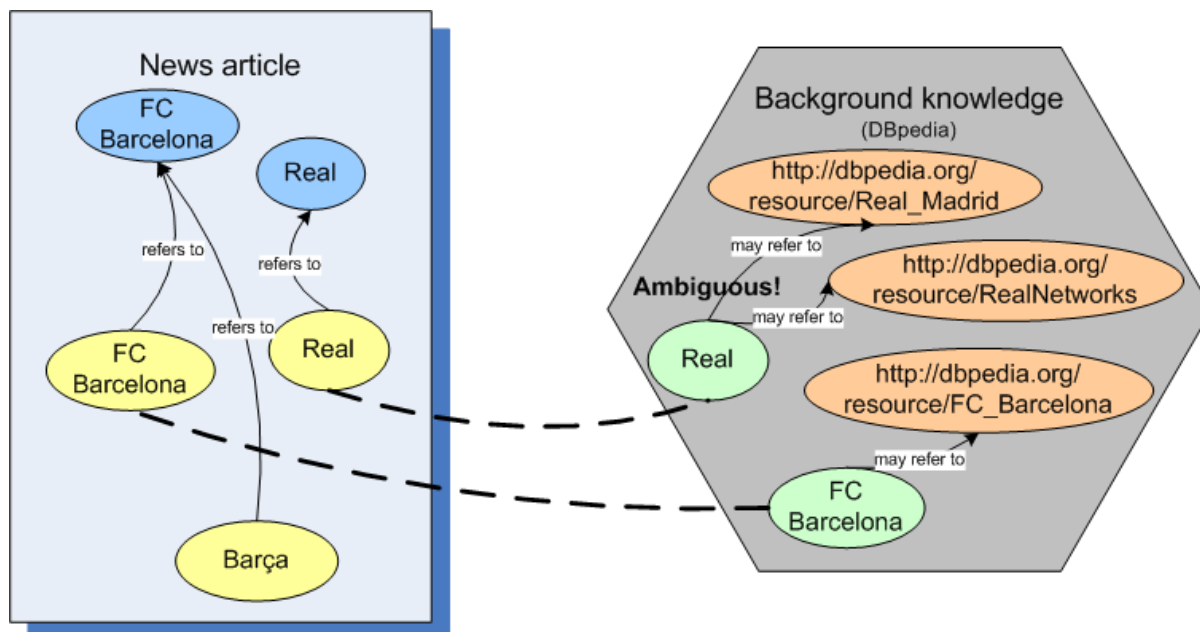 News article
FC
Barcelona
Real
refers to
refers to
refers to
FC
Barcelona
Real
Barça
Background knowledge
(DBpedia)
http://dbpedia.org/
resource/Real_Madrid
may refer to
http://dbpedia.org/
resource/RealNetworks
Ambiguous!
may refer to
Real
http://dbpedia.org/
resource/FC_Barcelona
may refer to
FC
Barcelona